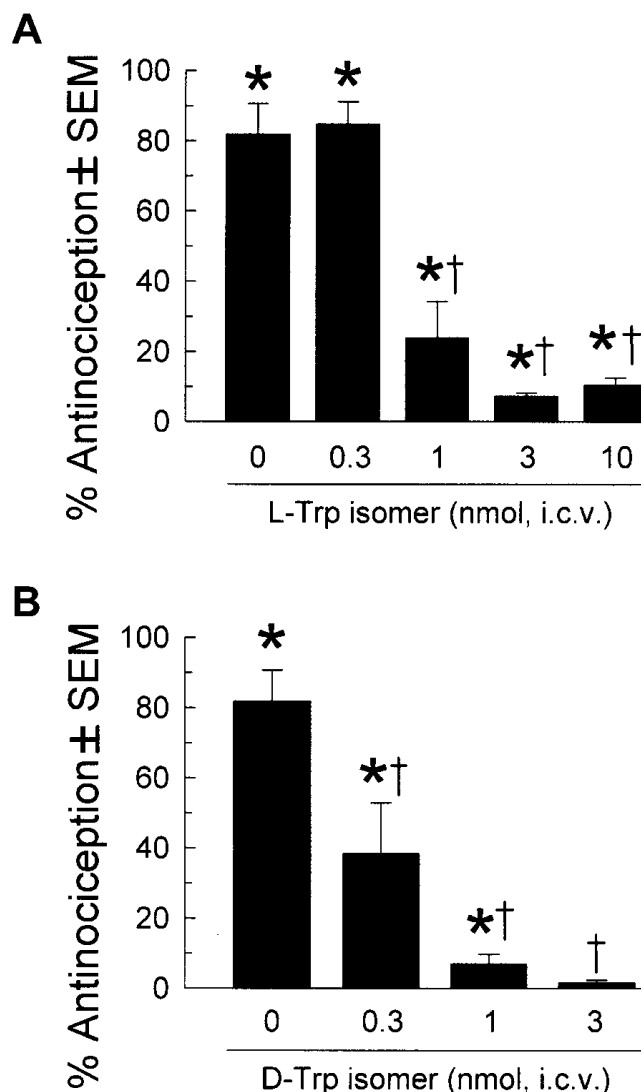 A
% Antinociception ± SEM
100
80
60
40
20
0
* * *† *† *†
0 0.3 1 3 10
L-Trp isomer (nmol, i.c.v.)
B
% Antinociception ± SEM
100
80
60
40
20
0
* *† *† †
0 0.3 1 3
D-Trp isomer (nmol, i.c.v.)